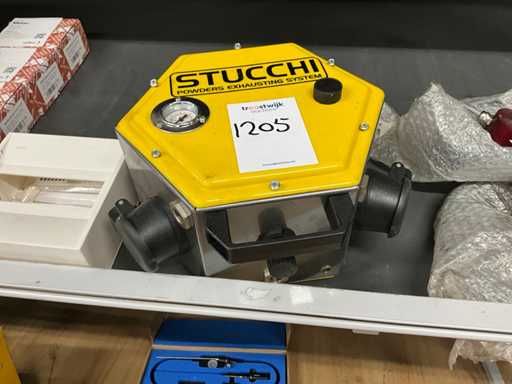 STUCCHI
POWDERS EXHAUSTING SYSTEM
troostwijk
1205